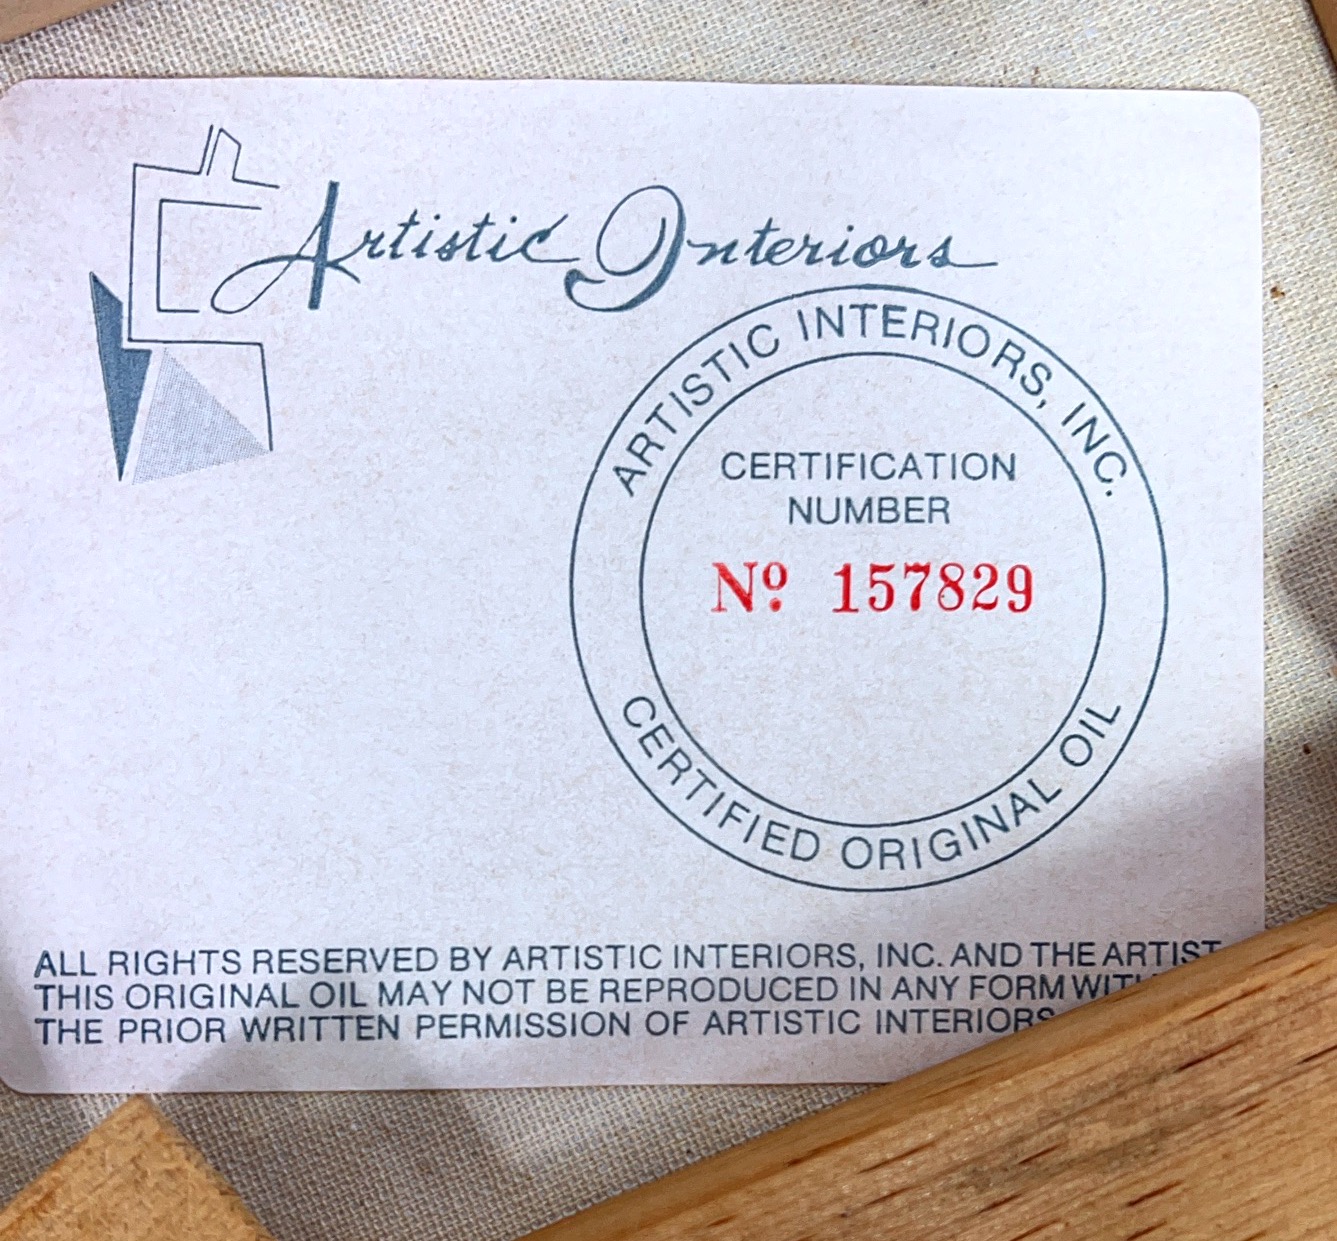 Artistic Interiors
ARTISTIC INTERIORS, INC.
CERTIFICATION
NUMBER
Nº 157829
CERTIFIED ORIGINAL OIL
ALL RIGHTS RESERVED BY ARTISTIC INTERIORS, INC. AND THE ARTIST
THIS ORIGINAL OIL MAY NOT BE REPRODUCED IN ANY FORM
THE PRIOR WRITTEN PERMISSION OF ARTISTIC INTERIORS